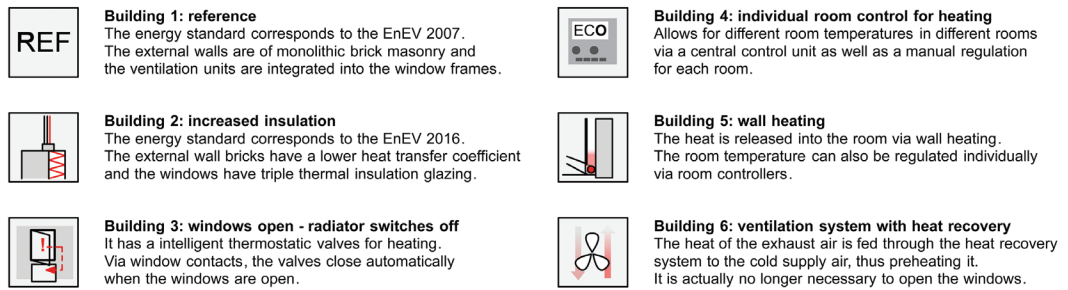 REF
Building 1: reference
The energy standard corresponds to the EnEV 2007.
The external walls are of monolithic brick masonry and
the ventilation units are integrated into the window frames.
Building 2: increased insulation
The energy standard corresponds to the EnEV 2016.
The external wall bricks have a lower heat transfer coefficient
and the windows have triple thermal insulation glazing.
!
Building 3: windows open - radiator switches off
It has a intelligent thermostatic valves for heating.
Via window contacts, the valves close automatically
when the windows are open.
ECO
Building 4: individual room control for heating
Allows for different room temperatures in different rooms
via a central control unit as well as a manual regulation
for each room.
Building 5: wall heating
The heat is released into the room via wall heating.
The room temperature can also be regulated individually
via room controllers.
Building 6: ventilation system with heat recovery
The heat of the exhaust air is fed through the heat recovery
system to the cold supply air, thus preheating it.
It is actually no longer necessary to open the windows.